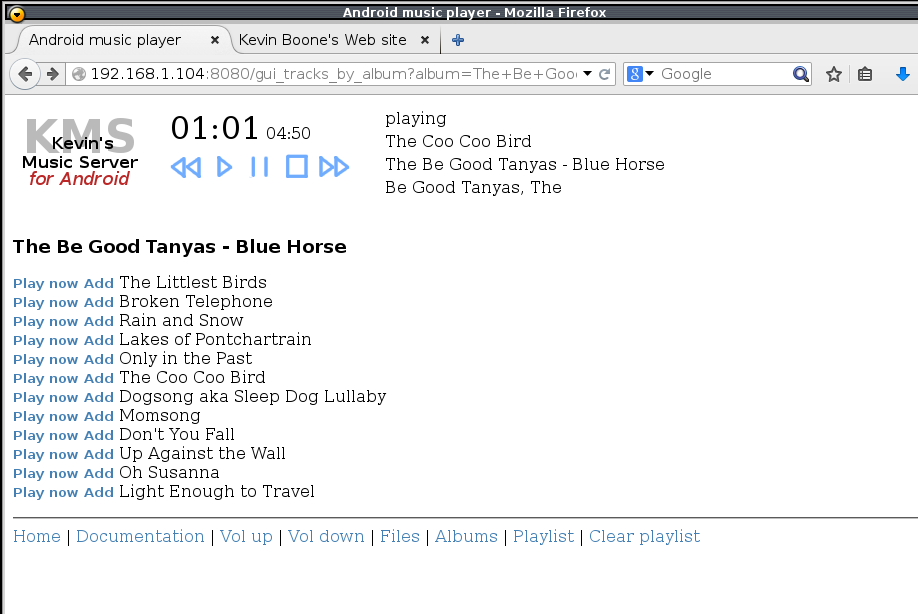 Android music player - Mozilla Firefox
Android music player
Kevin Boone's Web site
192.168.1.104:8080/gui_tracks_by_album?album=The+Be+Goo
Google
KMS
Kevin's
Music Server
for Android
01:01 04:50
playing
The Coo Coo Bird
The Be Good Tanyas - Blue Horse
Be Good Tanyas, The
The Be Good Tanyas - Blue Horse
Play now Add The Littlest Birds
Play now Add Broken Telephone
Play now Add Rain and Snow
Play now Add Lakes of Pontchartrain
Play now Add Only in the Past
Play now Add The Coo Coo Bird
Play now Add Dogsong aka Sleep Dog Lullaby
Play now Add Momsong
Play now Add Don't You Fall
Play now Add Up Against the Wall
Play now Add Oh Susanna
Play now Add Light Enough to Travel
Home | Documentation | Vol up | Vol down | Files | Albums | Playlist | Clear playlist